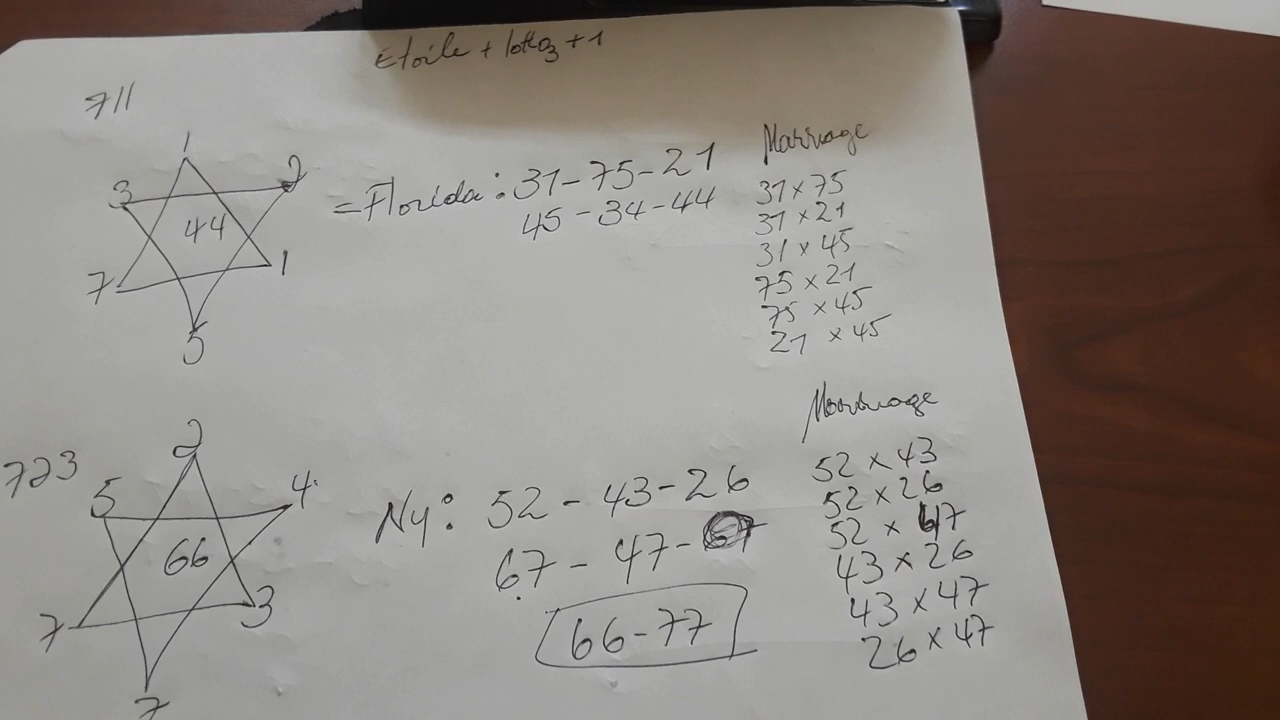 Etoile + lotto3 + 1
711
1
3 2
44
7 1
5
= Florida: 31-75-21
45-34-44
Marriage
31 x 75
31 x 21
31 x 45
75 x 21
75 x 45
21 x 45
723
2
5 4
66
7 3
7
Ny: 52-43-26
67-47-
66-77
Marriage
52 x 43
52 x 26
52 x 47
43 x 26
43 x 47
26 x 47